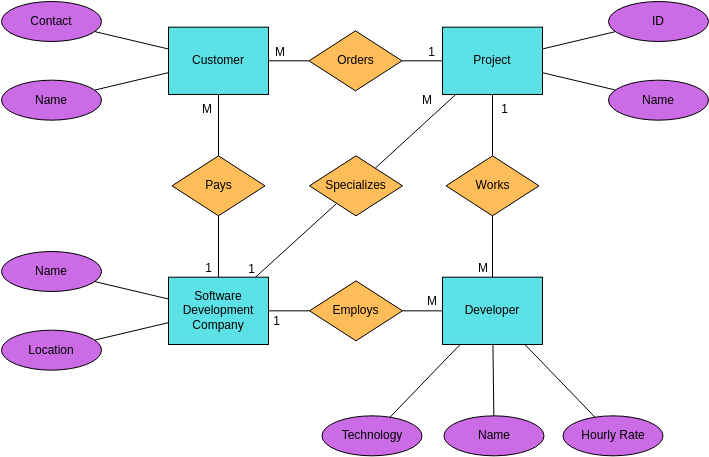 Contact
ID
Customer
M
Orders
1
Project
Name
M
Name
M
1
Pays
Specializes
Works
Name
1
1
M
Software
Development
Company
1
Employs
M
Developer
Location
Technology
Name
Hourly Rate